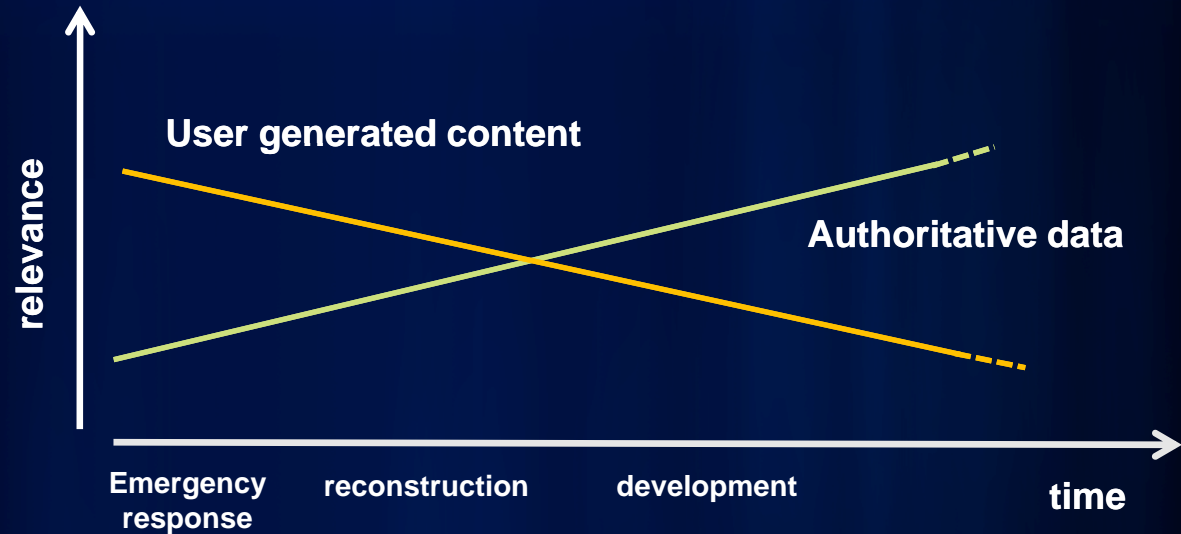 User generated content
relevance
Authoritative data
Emergency
response
reconstruction
development
time